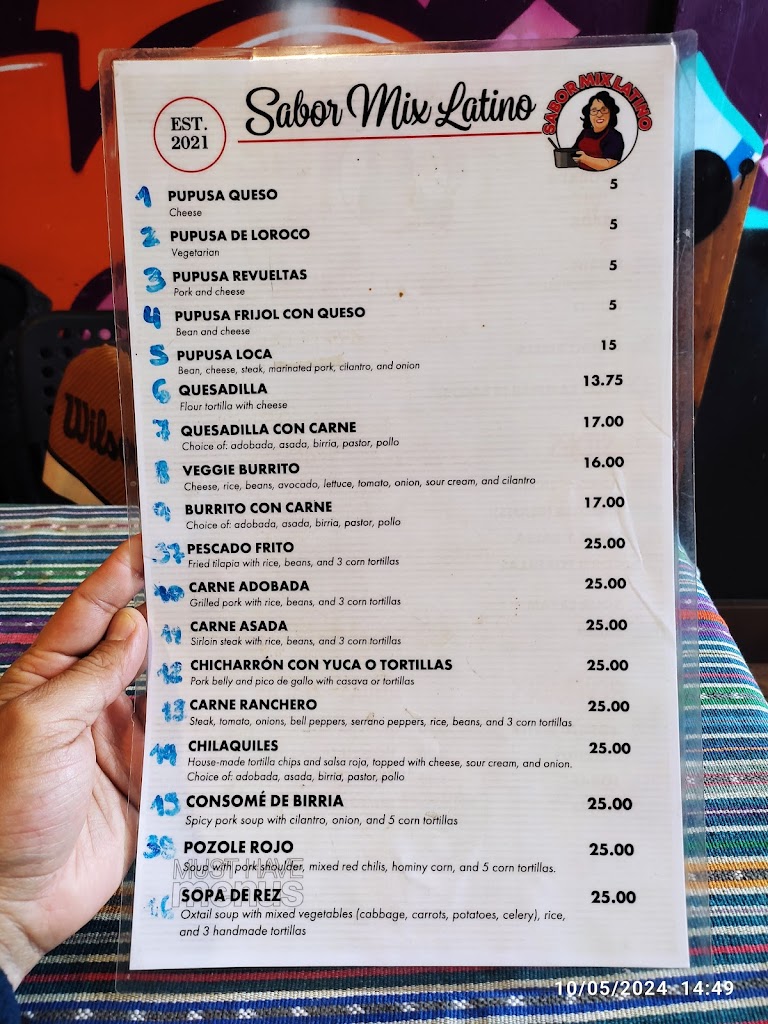 EST.
2021
Sabor Mix Latino
SABOR MIX LATINO
1 PUPUSA QUESO 5
Cheese
2 PUPUSA DE LOROCO 5
Vegetarian
3 PUPUSA REVUELTAS 5
Pork and cheese
4 PUPUSA FRIJOL CON QUESO 5
Bean and cheese
5 PUPUSA LOCA 15
Bean, cheese, steak, marinated pork, cilantro, and onion
6 QUESADILLA 13.75
Flour tortilla with cheese
7 QUESADILLA CON CARNE 17.00
Choice of: adobada, asada, birria, pastor, pollo
8 VEGGIE BURRITO 16.00
Cheese, rice, beans, avocado, lettuce, tomato, onion, sour cream, and cilantro
9 BURRITO CON CARNE 17.00
Choice of: adobada, asada, birria, pastor, pollo
37 PESCADO FRITO 25.00
Fried tilapia with rice, beans, and 3 corn tortillas
10 CARNE ADOBADA 25.00
Grilled pork with rice, beans, and 3 corn tortillas
11 CARNE ASADA 25.00
Sirloin steak with rice, beans, and 3 corn tortillas
12 CHICHARRÓN CON YUCA O TORTILLAS 25.00
Pork belly and pico de gallo with casava or tortillas
13 CARNE RANCHERO 25.00
Steak, tomato, onions, bell peppers, serrano peppers, rice, beans, and 3 corn tortillas
14 CHILAQUILES 25.00
House-made tortilla chips and salsa roja, topped with cheese, sour cream, and onion.
Choice of: adobada, asada, birria, pastor, pollo
15 CONSOMÉ DE BIRRIA 25.00
Spicy pork soup with cilantro, onion, and 5 corn tortillas
38 POZOLE ROJO 25.00
Soup with pork shoulder, mixed red chilis, hominy corn, and 5 corn tortillas.
MUST HAVE
menus
16 SOPA DE REZ 25.00
Oxtail soup with mixed vegetables (cabbage, carrots, potatoes, celery), rice,
and 3 handmade tortillas
10/05/2024 14:49